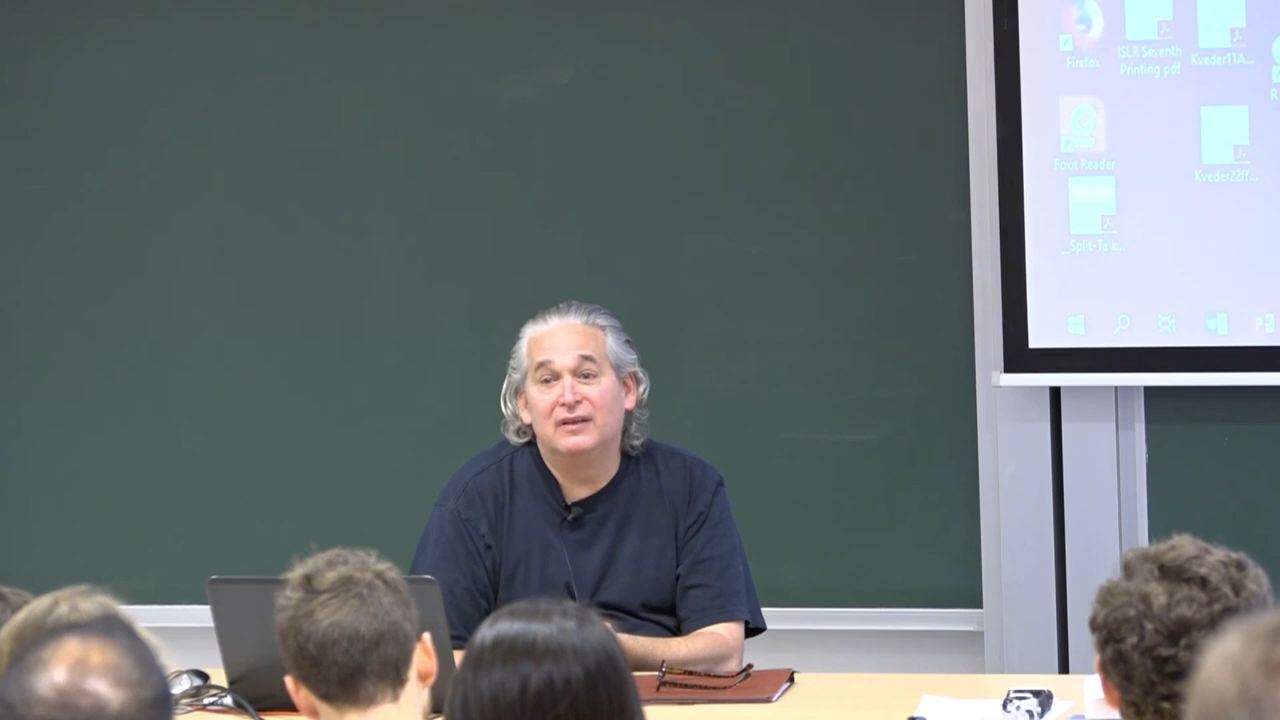 Firefox
ISLR Seventh
Printing.pdf
Kveder11A...
R
Foxit Reader
Kveder22ff...
_Split-Talk...